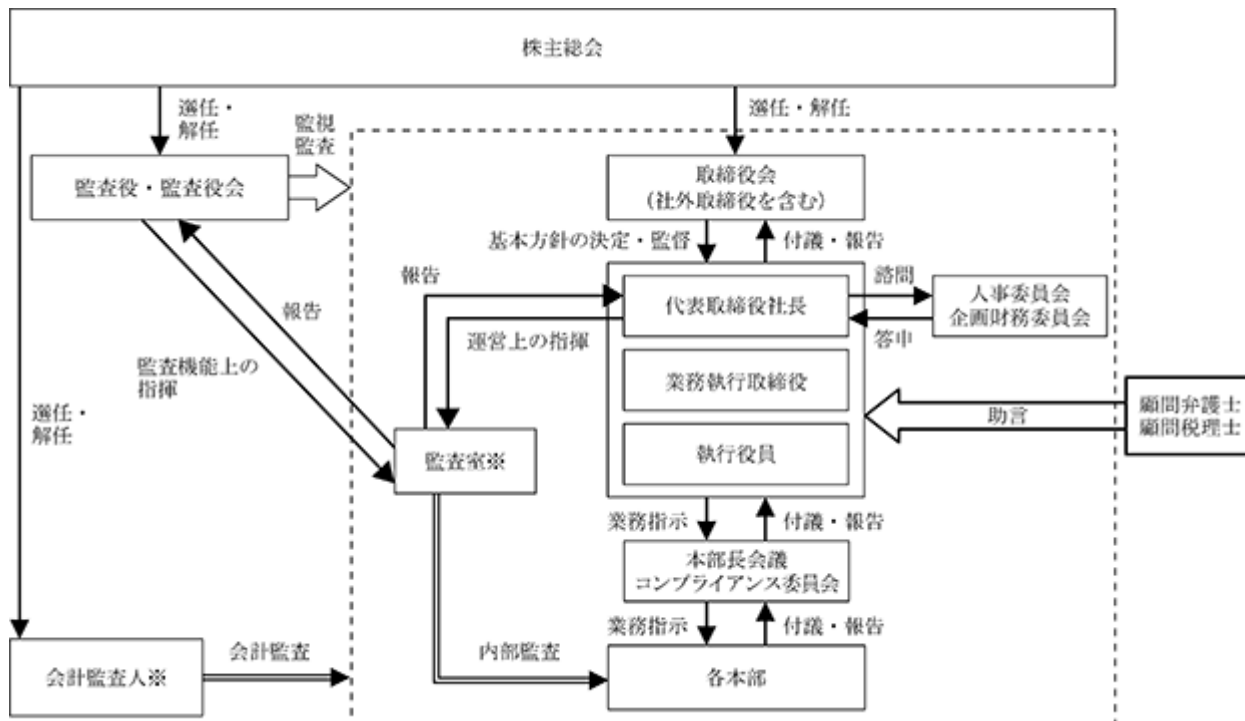 株主総会
選任・
解任
監視
監査
選任・解任
監査役・監査役会
取締役会
（社外取締役を含む）
基本方針の決定・監督
付議・報告
報告
報告
代表取締役社長
諮問
人事委員会
企画財務委員会
答申
運営上の指揮
監査機能上の
指揮
業務執行取締役
選任・
解任
助言
顧問弁護士
顧問税理士
監査室※
執行役員
業務指示
付議・報告
本部長会議
コンプライアンス委員会
業務指示
付議・報告
会計監査人※
会計監査
内部監査
各本部